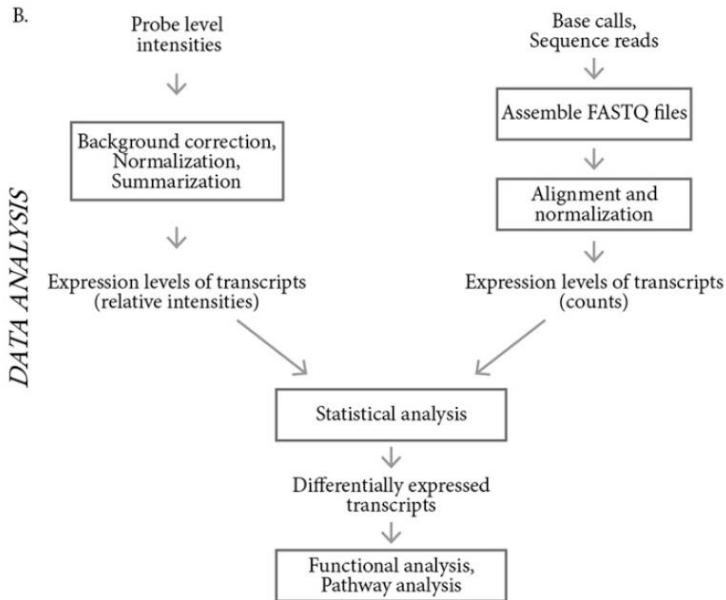 B.
Probe level
intensities
Background correction,
Normalization,
Summarization
Expression levels of transcripts
(relative intensities)
Base calls,
Sequence reads
Assemble FASTQ files
Alignment and
normalization
Expression levels of transcripts
(counts)
DATA ANALYSIS
Statistical analysis
Differentially expressed
transcripts
Functional analysis,
Pathway analysis